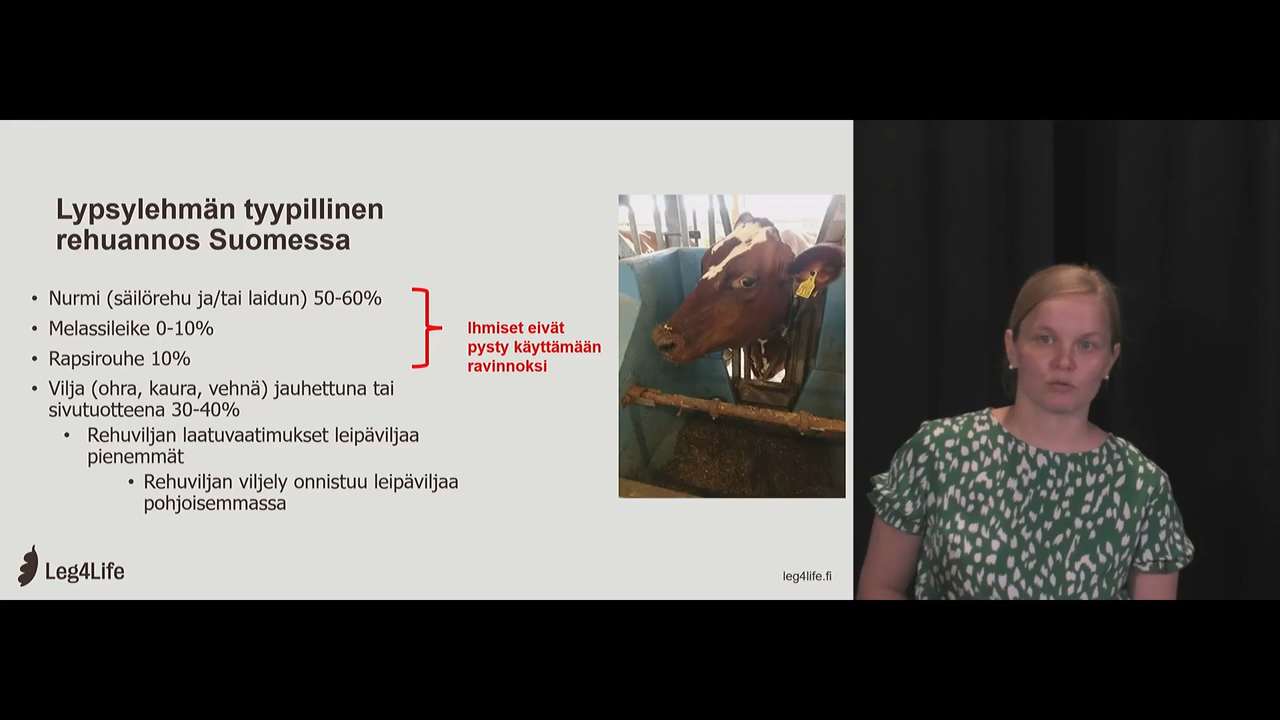 Lypsylehmän tyypillinen
rehuannos Suomessa
• Nurmi (säilörehu ja/tai laidun) 50-60%
• Melassileike 0-10%
• Rapsirouhe 10%
Ihmiset eivät
pysty käyttämään
ravinnoksi
• Vilja (ohra, kaura, vehnä) jauhettuna tai
sivutuotteena 30-40%
• Rehuviljan laatuvaatimukset leipäviljaa
pienemmät
• Rehuviljan viljely onnistuu leipäviljaa
pohjoisemmassa
Leg4Life
leg4life.fi